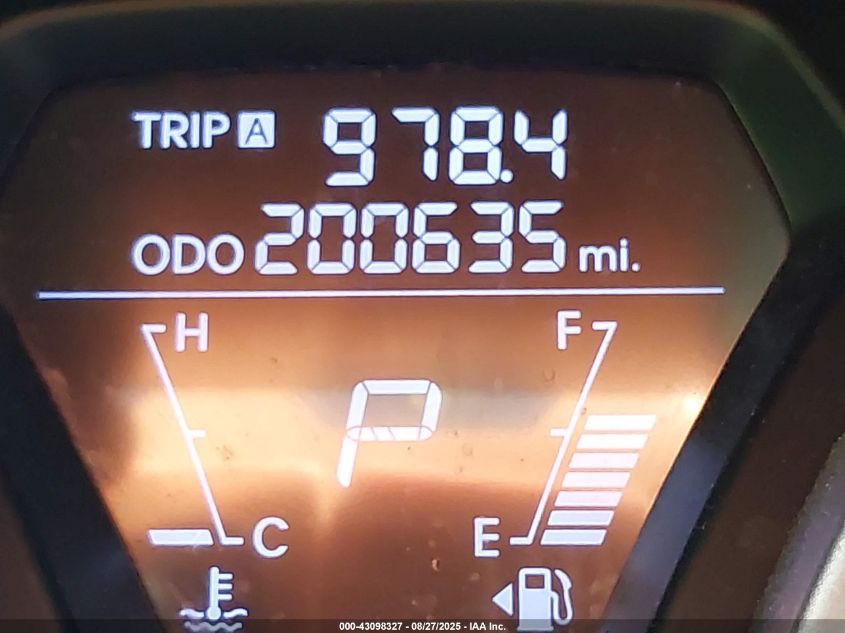 TRIP A 978.4
ODO 200635 mi.
H F
P
C E
000-43098327 - 08/27/2025 - IAA Inc.